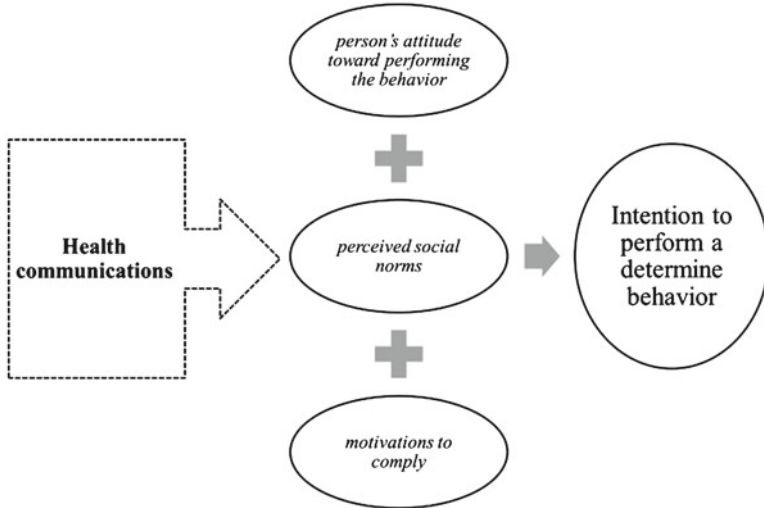 person's attitude
toward performing
the behavior
Health
communications
perceived social
norms
Intention to
perform a
determine
behavior
motivations to
comply